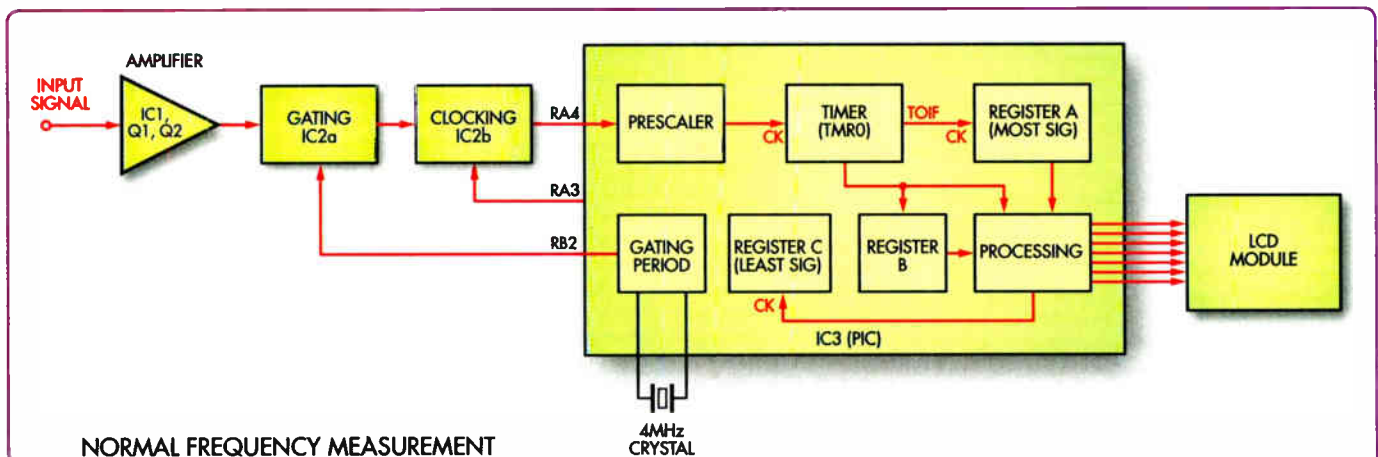 AMPLIFIER
INPUT
SIGNAL
IC1,
Q1, Q2
GATING
IC2a
CLOCKING
IC2b
RA4
RA3
RB2
PRESCALER
CK
TIMER
(TMR0)
TOIF
CK
REGISTER A
(MOST SIG)
GATING
PERIOD
REGISTER C
(LEAST SIG)
CK
REGISTER
B
PROCESSING
IC3 (PIC)
LCD
MODULE
4MHz
CRYSTAL
NORMAL FREQUENCY MEASUREMENT